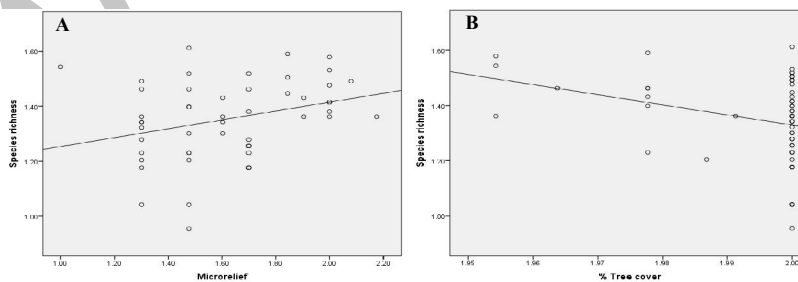 A
Species richness
1.60
1.40
1.20
1.00
1.00 1.20 1.40 1.60 1.80 2.00 2.20
Microrelief
B
Species richness
1.60
1.40
1.20
1.00
1.95 1.96 1.97 1.98 1.99 2.00
% Tree cover